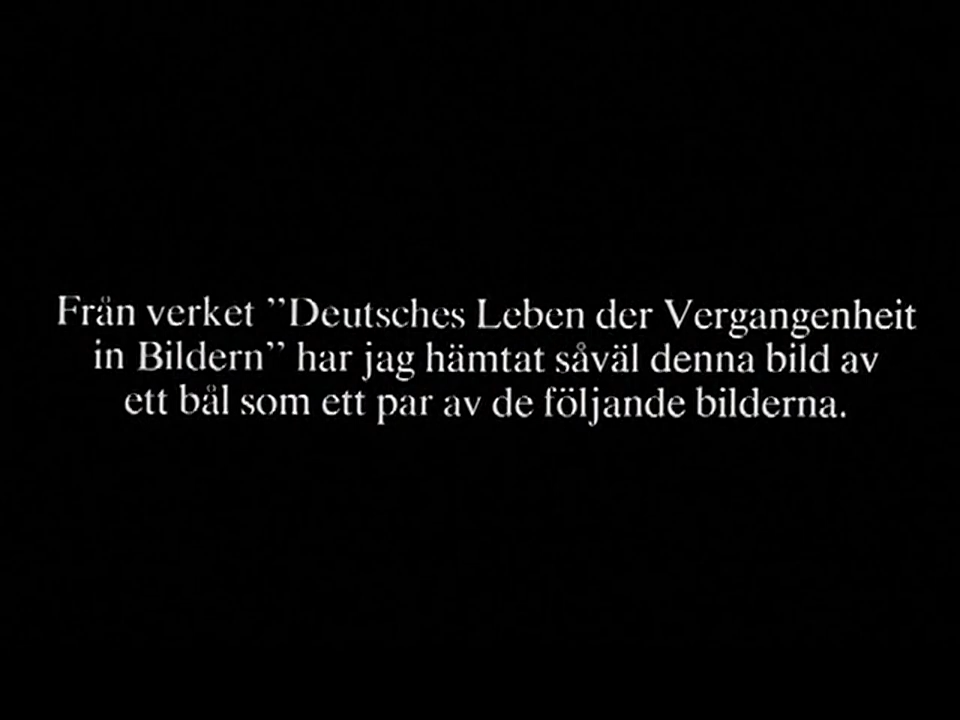 Från verket ”Deutsches Leben der Vergangenheit
in Bildern” har jag hämtat såväl denna bild av
ett bål som ett par av de följande bilderna.